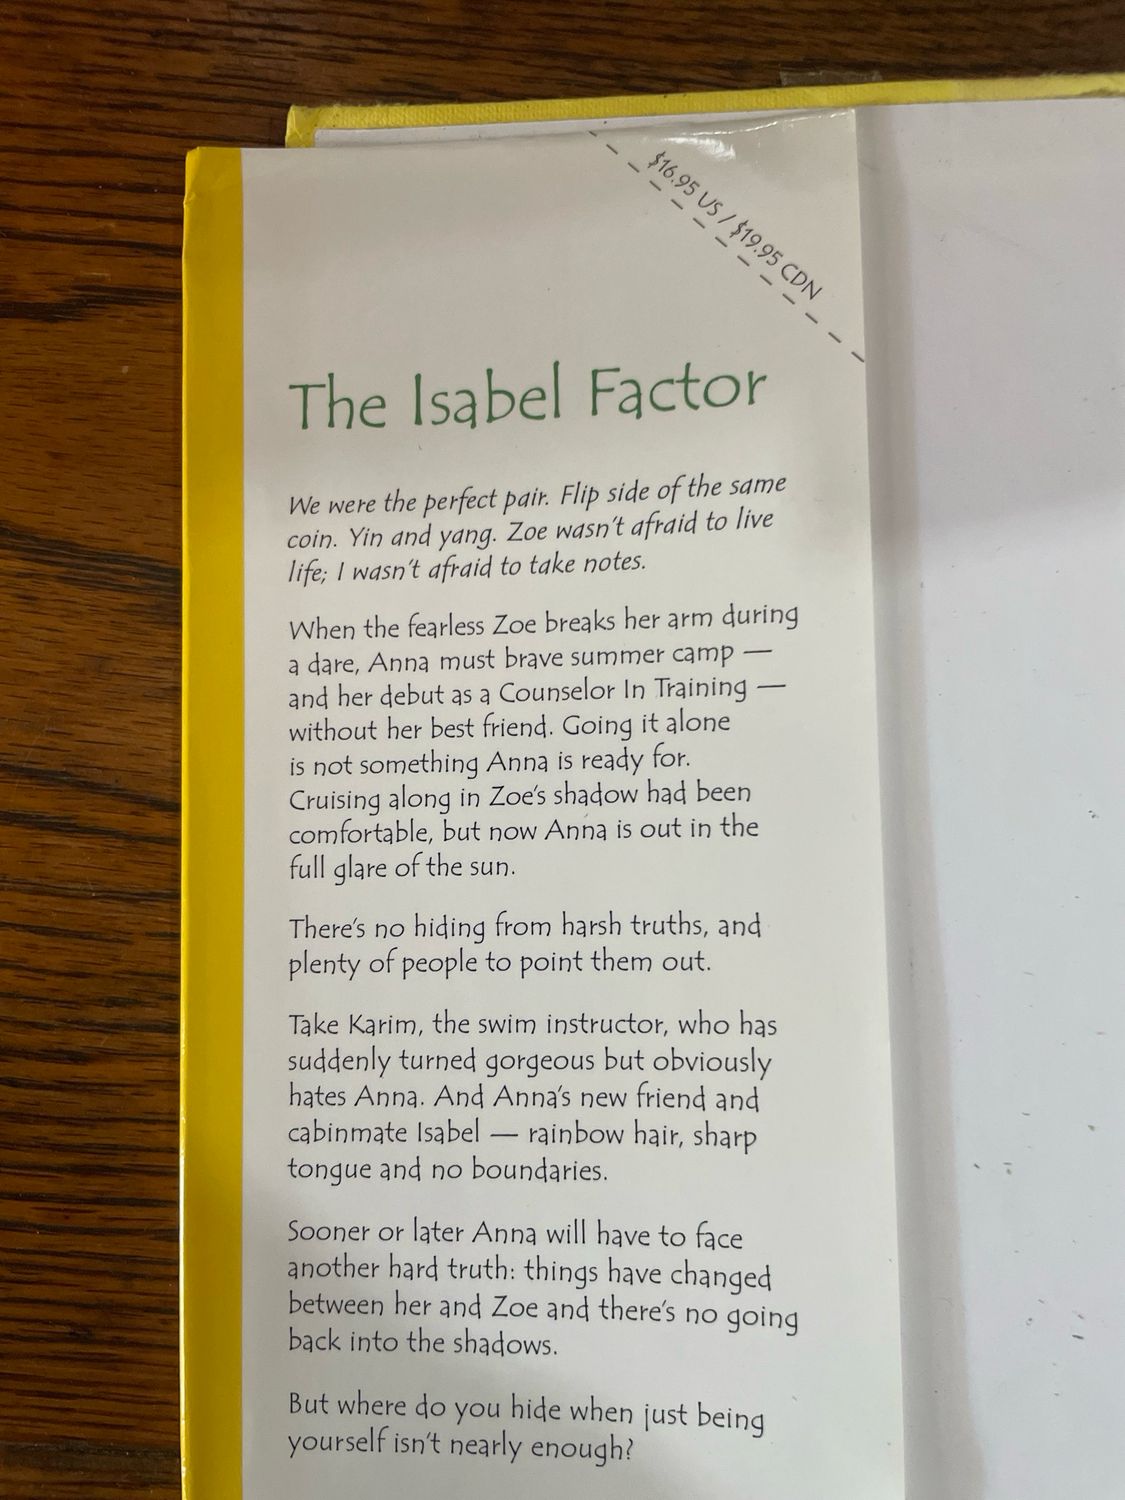 $16.95 US / $19.95 CDN
The Isabel Factor
We were the perfect pair. Flip side of the same
coin. Yin and yang. Zoe wasn't afraid to live
life; I wasn't afraid to take notes.
When the fearless Zoe breaks her arm during
a dare, Anna must brave summer camp —
and her debut as a Counselor In Training —
without her best friend. Going it alone
is not something Anna is ready for.
Cruising along in Zoe's shadow had been
comfortable, but now Anna is out in the
full glare of the sun.
There's no hiding from harsh truths, and
plenty of people to point them out.
Take Karim, the swim instructor, who has
suddenly turned gorgeous but obviously
hates Anna. And Anna's new friend and
cabinmate Isabel — rainbow hair, sharp
tongue and no boundaries.
Sooner or later Anna will have to face
another hard truth: things have changed
between her and Zoe and there's no going
back into the shadows.
But where do you hide when just being
yourself isn't nearly enough?